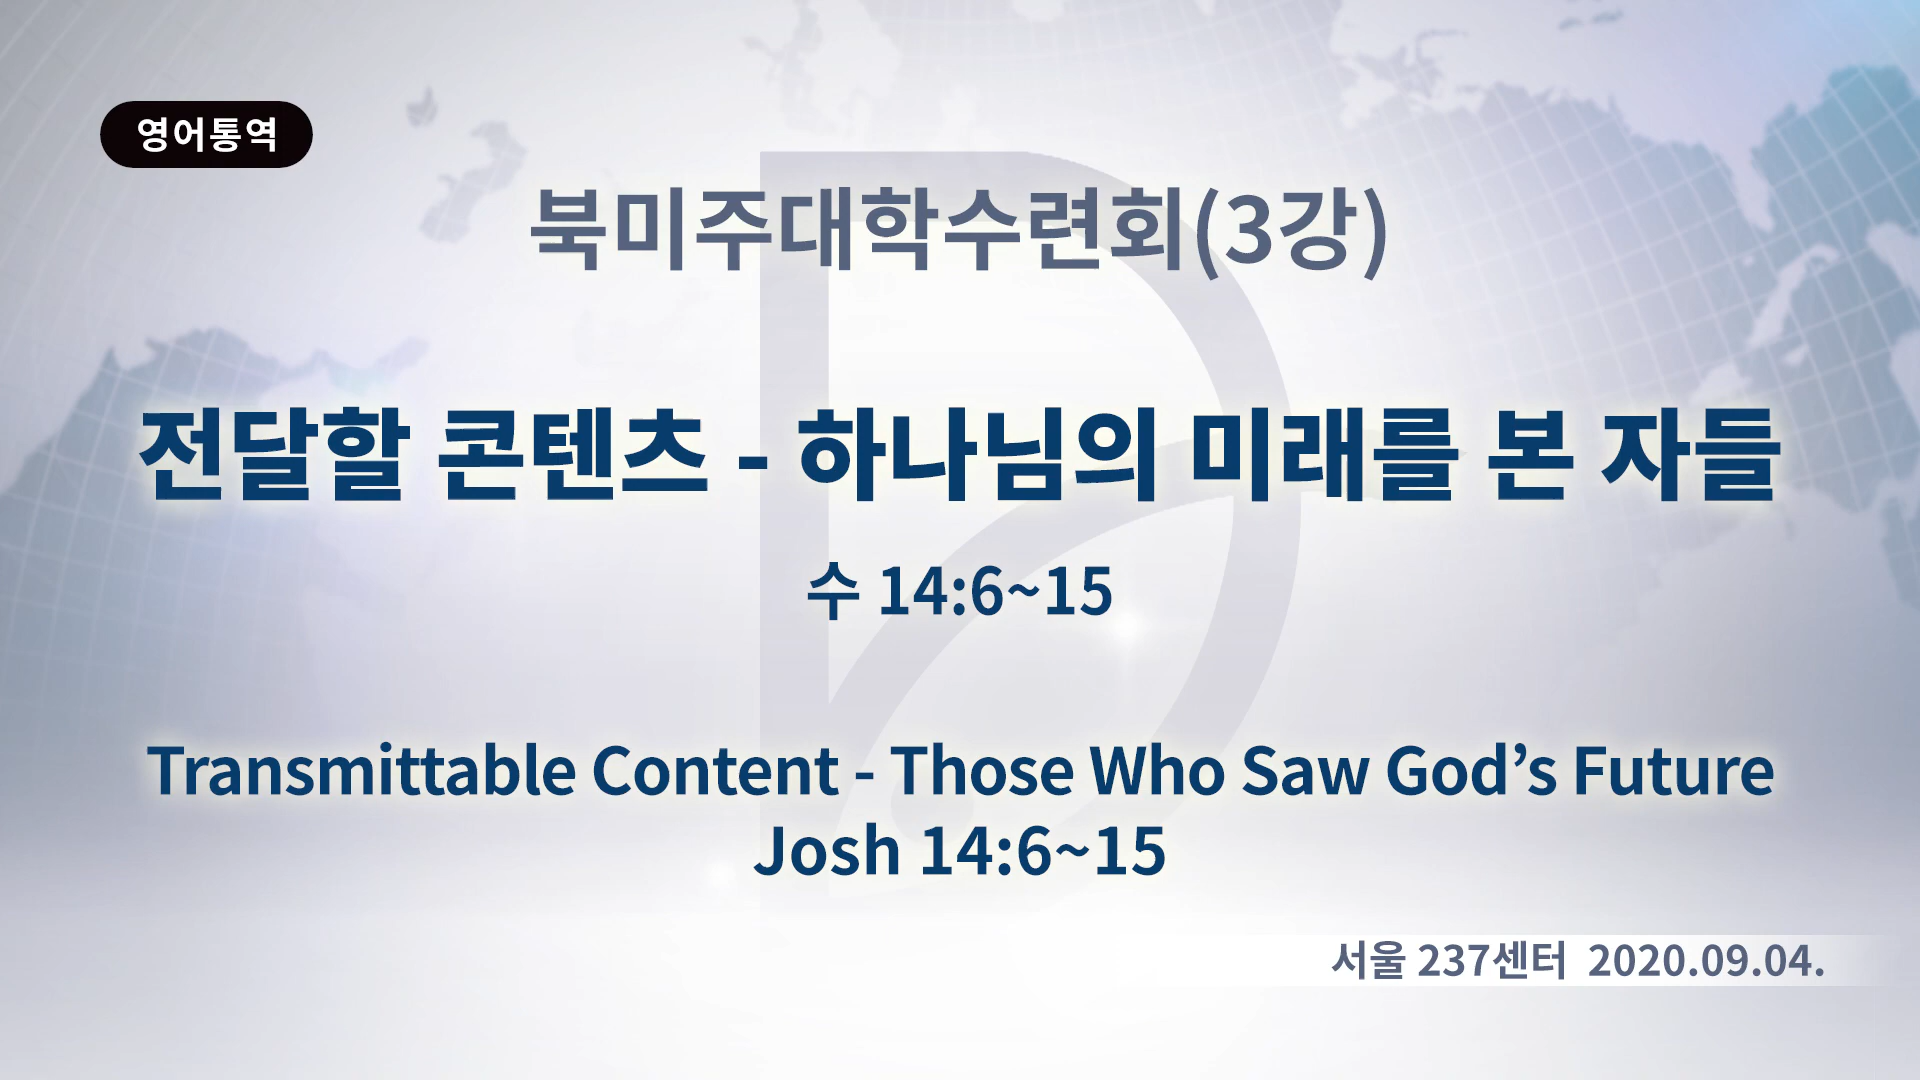 영어통역
북미주대학수련회(3강)
전달할 콘텐츠 - 하나님의 미래를 본 자들
수 14:6~15
Transmittable Content - Those Who Saw God’s Future
Josh 14:6~15
서울 237센터 2020.09.04.